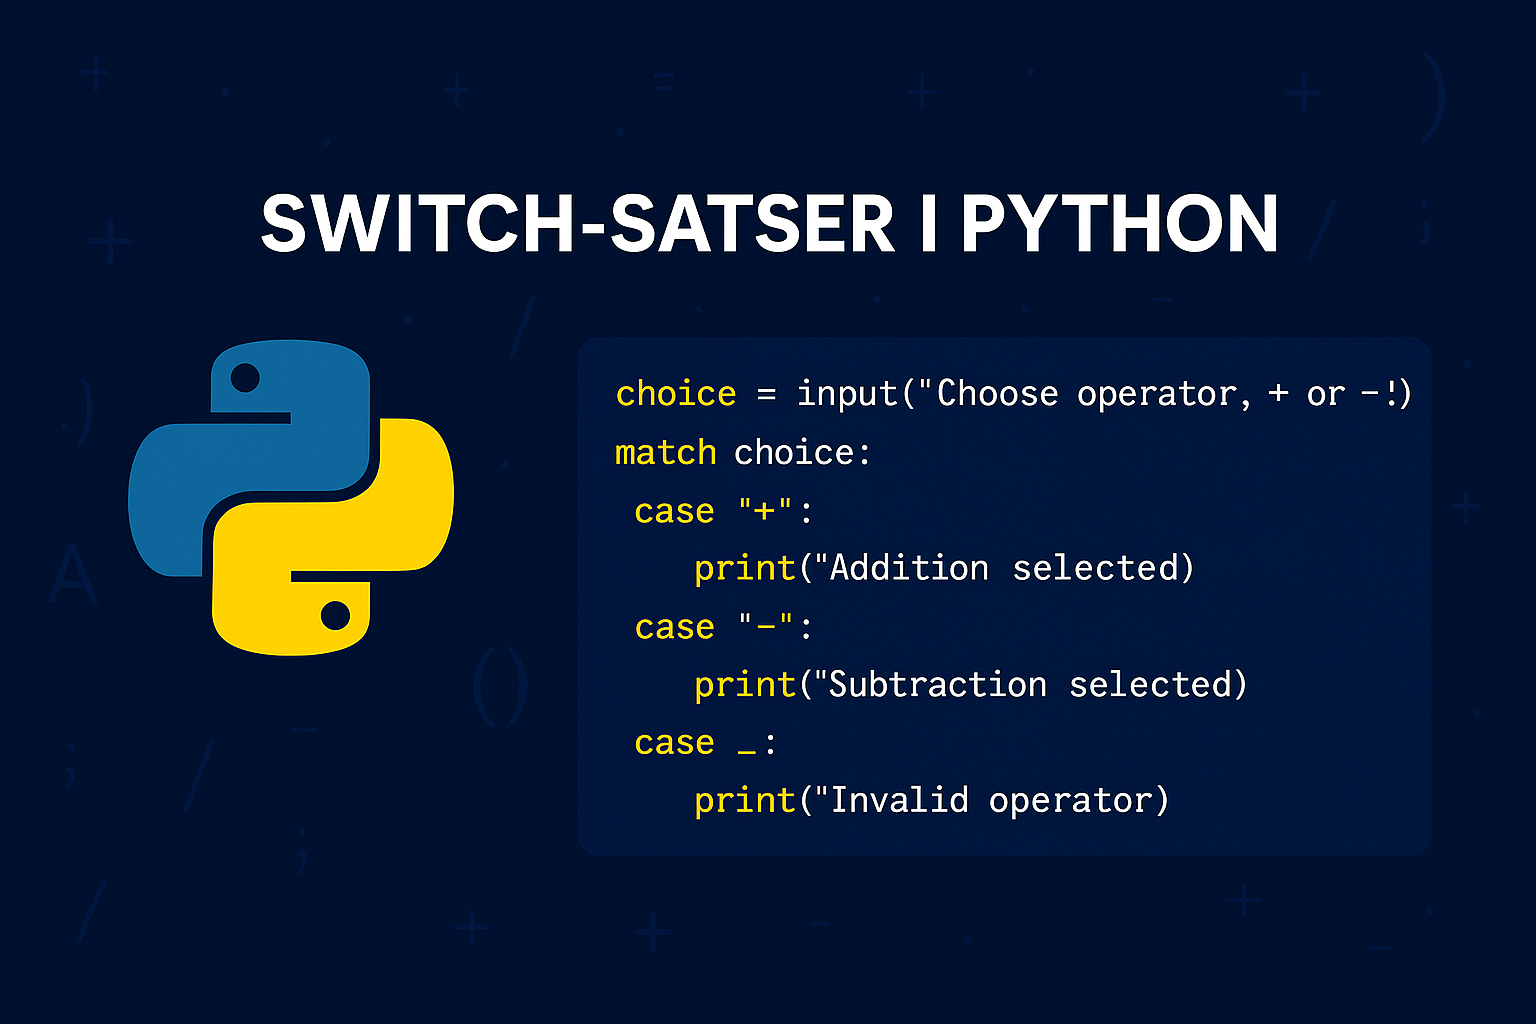 SWITCH-SATSER I PYTHON
choice = input("Choose operator, + or -!)
match choice:
case "+":
print("Addition selected)
case "-":
print("Subtraction selected)
case _:
print("Invalid operator)